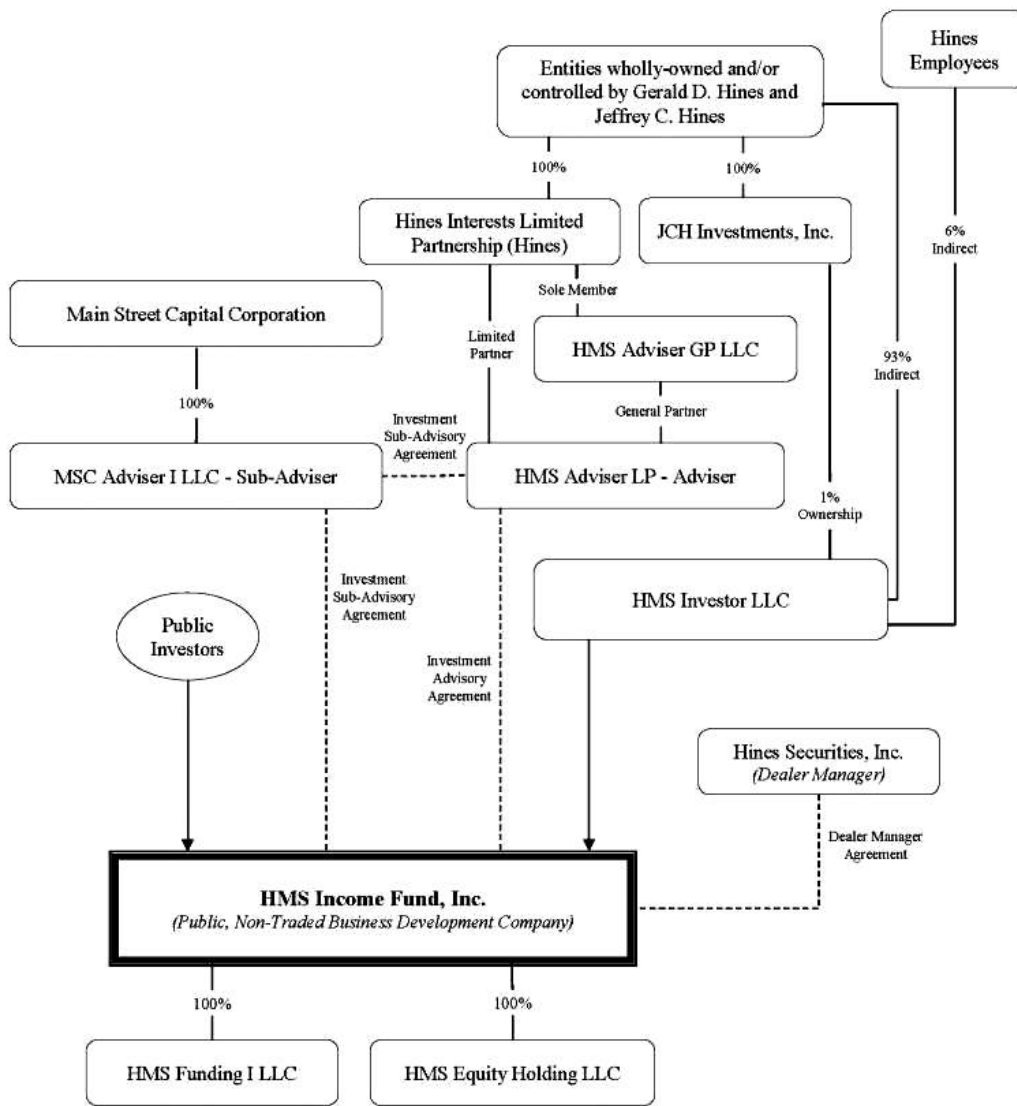 Hines
Employees
Entities wholly-owned and/or
controlled by Gerald D. Hines and
Jeffrey C. Hines
100%
100%
Hines Interests Limited
Partnership (Hines)
JCH Investments, Inc.
6%
Indirect
Sole Member
Main Street Capital Corporation
Limited
Partner
HMS Adviser GP LLC
93%
Indirect
100%
General Partner
Investment
Sub-Advisory
Agreement
MSC Adviser I LLC - Sub-Adviser
HMS Adviser LP - Adviser
1%
Ownership
Investment
Sub-Advisory
Agreement
HMS Investor LLC
Public
Investors
Investment
Advisory
Agreement
Hines Securities, Inc.
(Dealer Manager)
Dealer Manager
Agreement
HMS Income Fund, Inc.
(Public, Non-Traded Business Development Company)
100%
100%
HMS Funding I LLC
HMS Equity Holding LLC